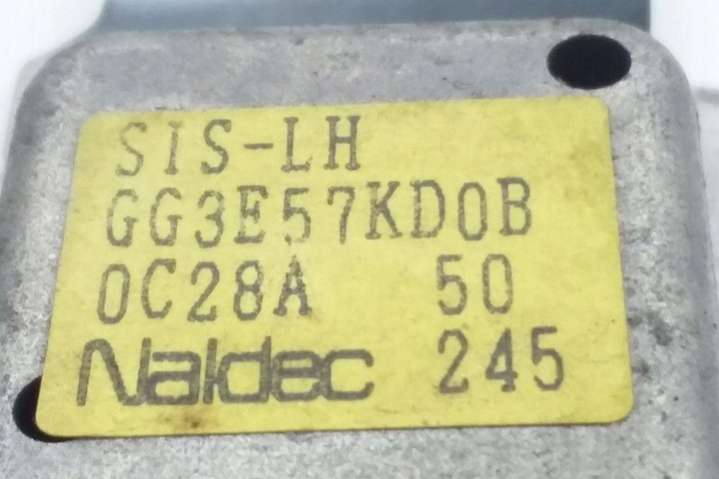 SIS-LH
GG3E57KD0B
0C28A 50
Naldec 245